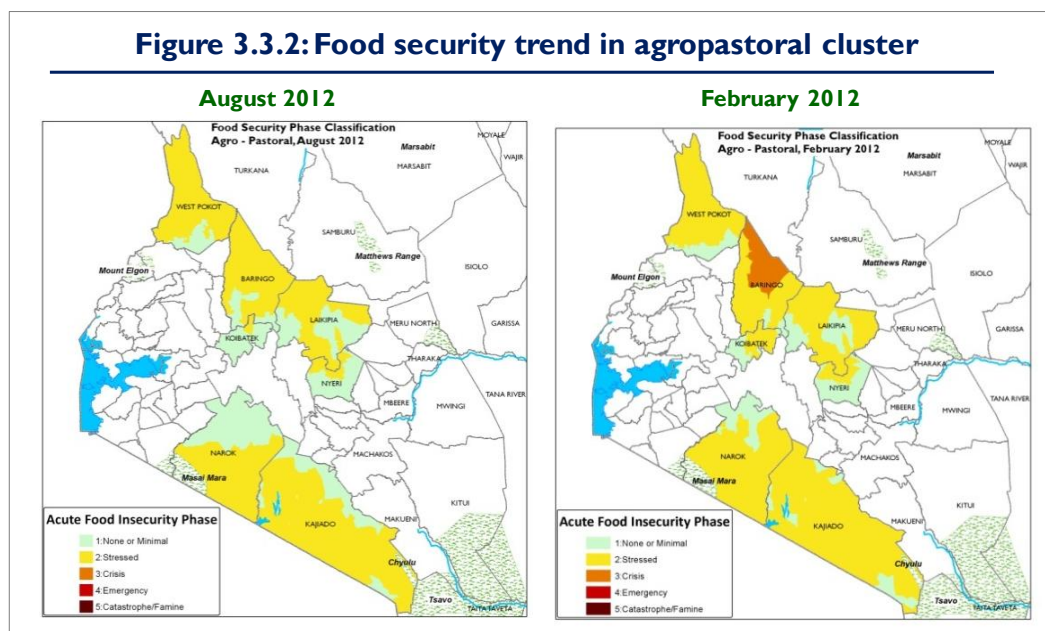 Figure 3.3.2: Food security trend in agropastoral cluster
August 2012
Food Security Phase Classification
Agro - Pastoral, August 2012
MOYALE
Marsabit
WAJIR
MARSABIT
TURKANA
WEST POKOT
SAMBURU
Matthews Range
Mount Elgon
ISIOLO
BARINGO
LAIKIPIA
MERU NORTH
GARISSA
KOIBATEK
THARAKA
NYERI
MBEERE
MWINGI
TANA RIVER
NAROK
MACHAKOS
Masai Mara
KITUI
KAJIADO
MAKUENI
Chyulu
Tsavo
TAITA TAVETA
Acute Food Insecurity Phase
1:None or Minimal
2:Stressed
3:Crisis
4:Emergency
5:Catastrophe/Famine
February 2012
Food Security Phase Classification
Agro - Pastoral, February 2012
MOYALE
Marsabit
WAJIR
MARSABIT
TURKANA
WEST POKOT
SAMBURU
Matthews Range
Mount Elgon
ISIOLO
BARINGO
LAIKIPIA
MERU NORTH
GARISSA
KOIBATEK
THARAKA
NYERI
MBEERE
MWINGI
TANA RIVER
NAROK
MACHAKOS
Masai Mara
KITUI
KAJIADO
MAKUENI
Chyulu
Tsavo
TAITA TAVETA
Acute Food Insecurity Phase
1:None or Minimal
2:Stressed
3:Crisis
4:Emergency
5:Catastrophe/Famine